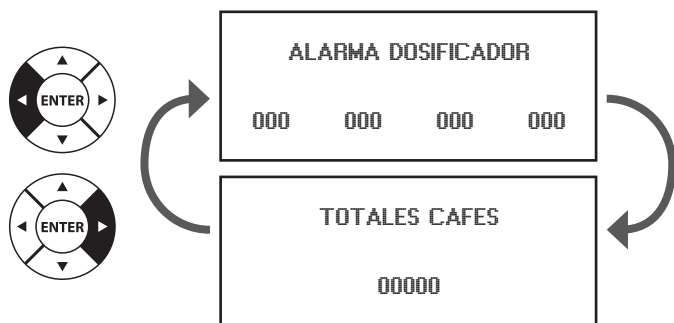 ENTER
ALARMA DOSIFICADOR
000 000 000 000
ENTER
TOTALES CAFES
00000